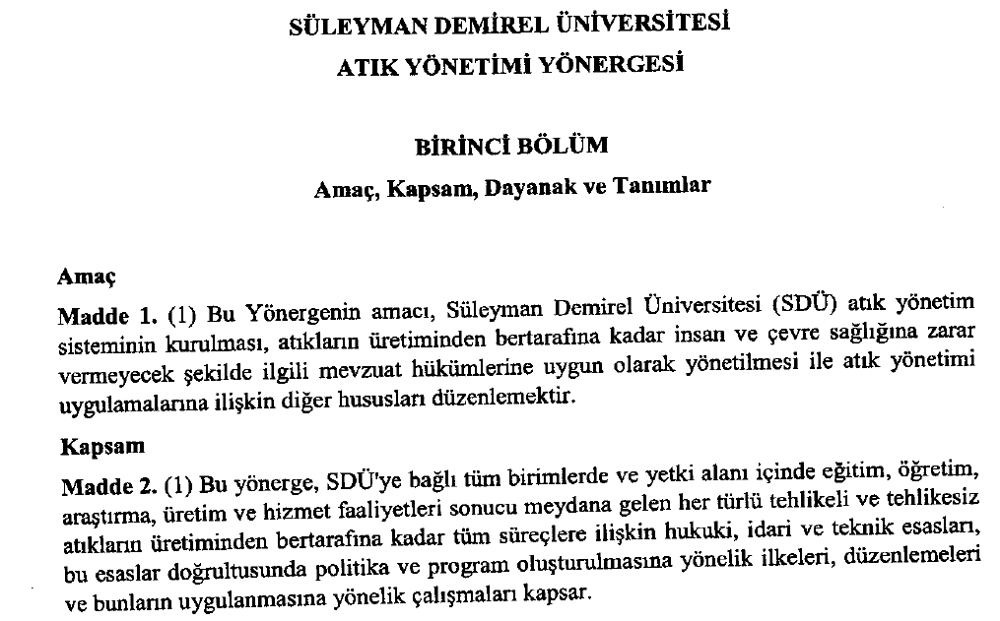 SÜLEYMAN DEMİREL ÜNİVERSİTESİ
ATIK YÖNETİMİ YÖNERGESİ
BİRİNCİ BÖLÜM
Amaç, Kapsam, Dayanak ve Tanımlar
Amaç
Madde 1. (1) Bu Yönergenin amacı, Süleyman Demirel Üniversitesi (SDÜ) atık yönetim
sisteminin kurulması, atıkların üretiminden bertarafına kadar insan ve çevre sağlığına zarar
vermeyecek şekilde ilgili mevzuat hükümlerine uygun olarak yönetilmesi ile atık yönetimi
uygulamalarına ilişkin diğer hususları düzenlemektir.
Kapsam
Madde 2. (1) Bu yönerge, SDÜ'ye bağlı tüm birimlerde ve yetki alanı içinde eğitim, öğretim,
araştırma, üretim ve hizmet faaliyetleri sonucu meydana gelen her türlü tehlikeli ve tehlikesiz
atıkların üretiminden bertarafına kadar tüm süreçlere ilişkin hukuki, idari ve teknik esasları,
bu esaslar doğrultusunda politika ve program oluşturulmasına yönelik ilkeleri, düzenlemeleri
ve bunların uygulanmasına yönelik çalışmaları kapsar.